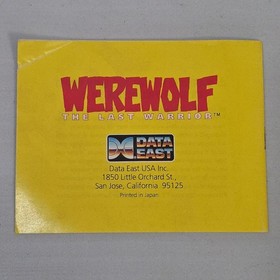 WEREWOLF
THE LAST WARRIOR™
DATA
EAST
Data East USA Inc.
1850 Little Orchard St.,
San Jose, California 95125
Printed in Japan